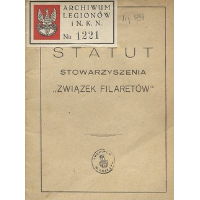 ARCHIWUM
LEGIONÓW
i N. K. N.
No 1221
STATUT
STOWARZYSZENIA
„ZWIĄZEK FILARETÓW"